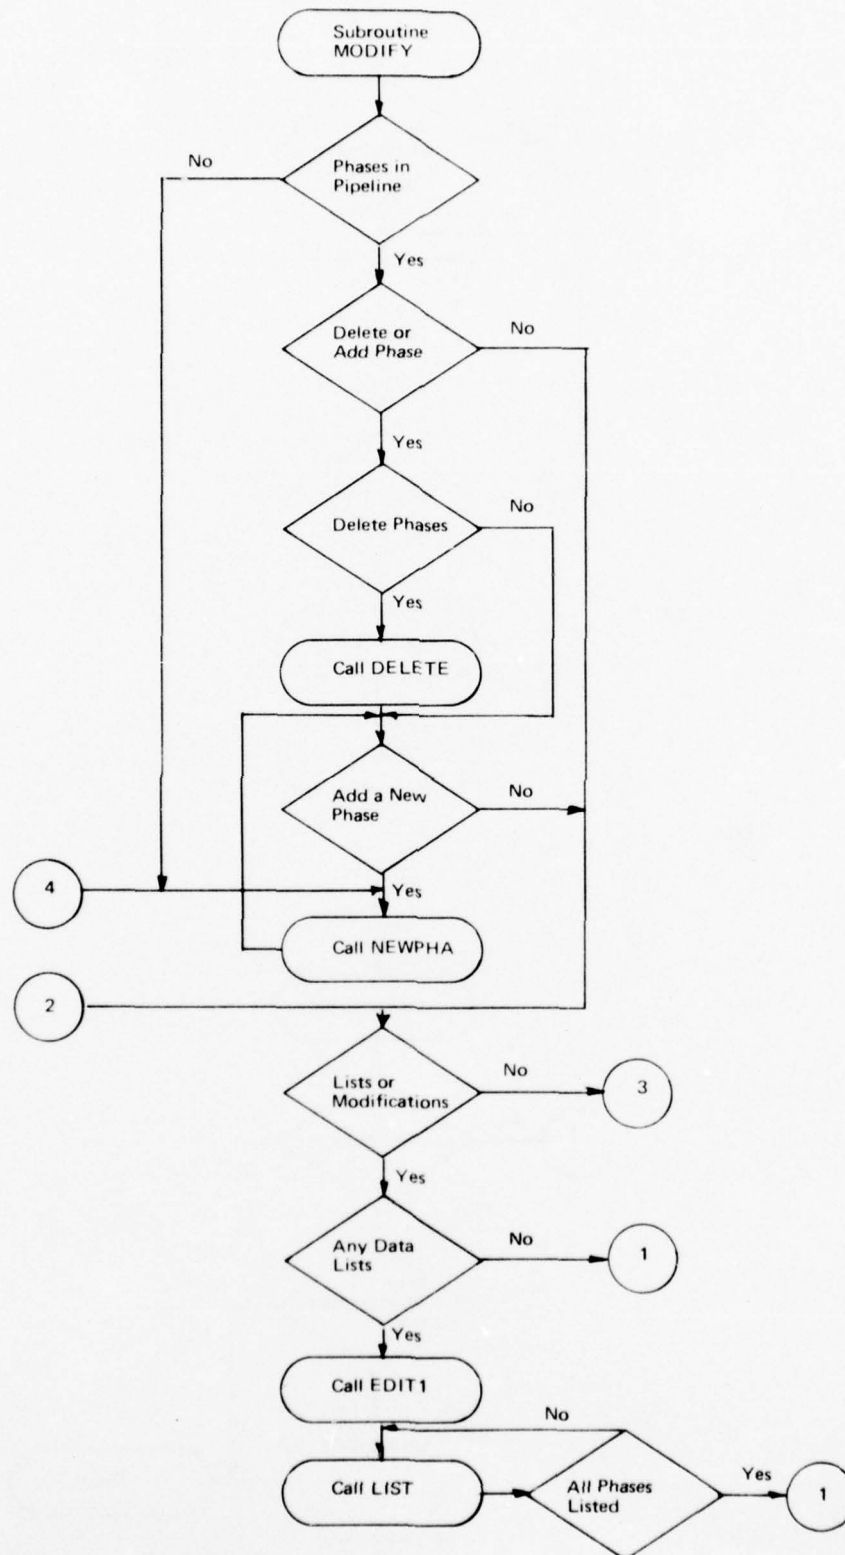 Subroutine
MODIFY
No
Phases in
Pipeline
Yes
Delete or
Add Phase
No
Yes
Delete Phases
No
Yes
Call DELETE
Add a New
Phase
No
4
Yes
Call NEWPHA
2
Lists or
Modifications
No
3
Yes
Any Data
Lists
No
1
Yes
Call EDIT1
No
Call LIST
All Phases
Listed
Yes
1